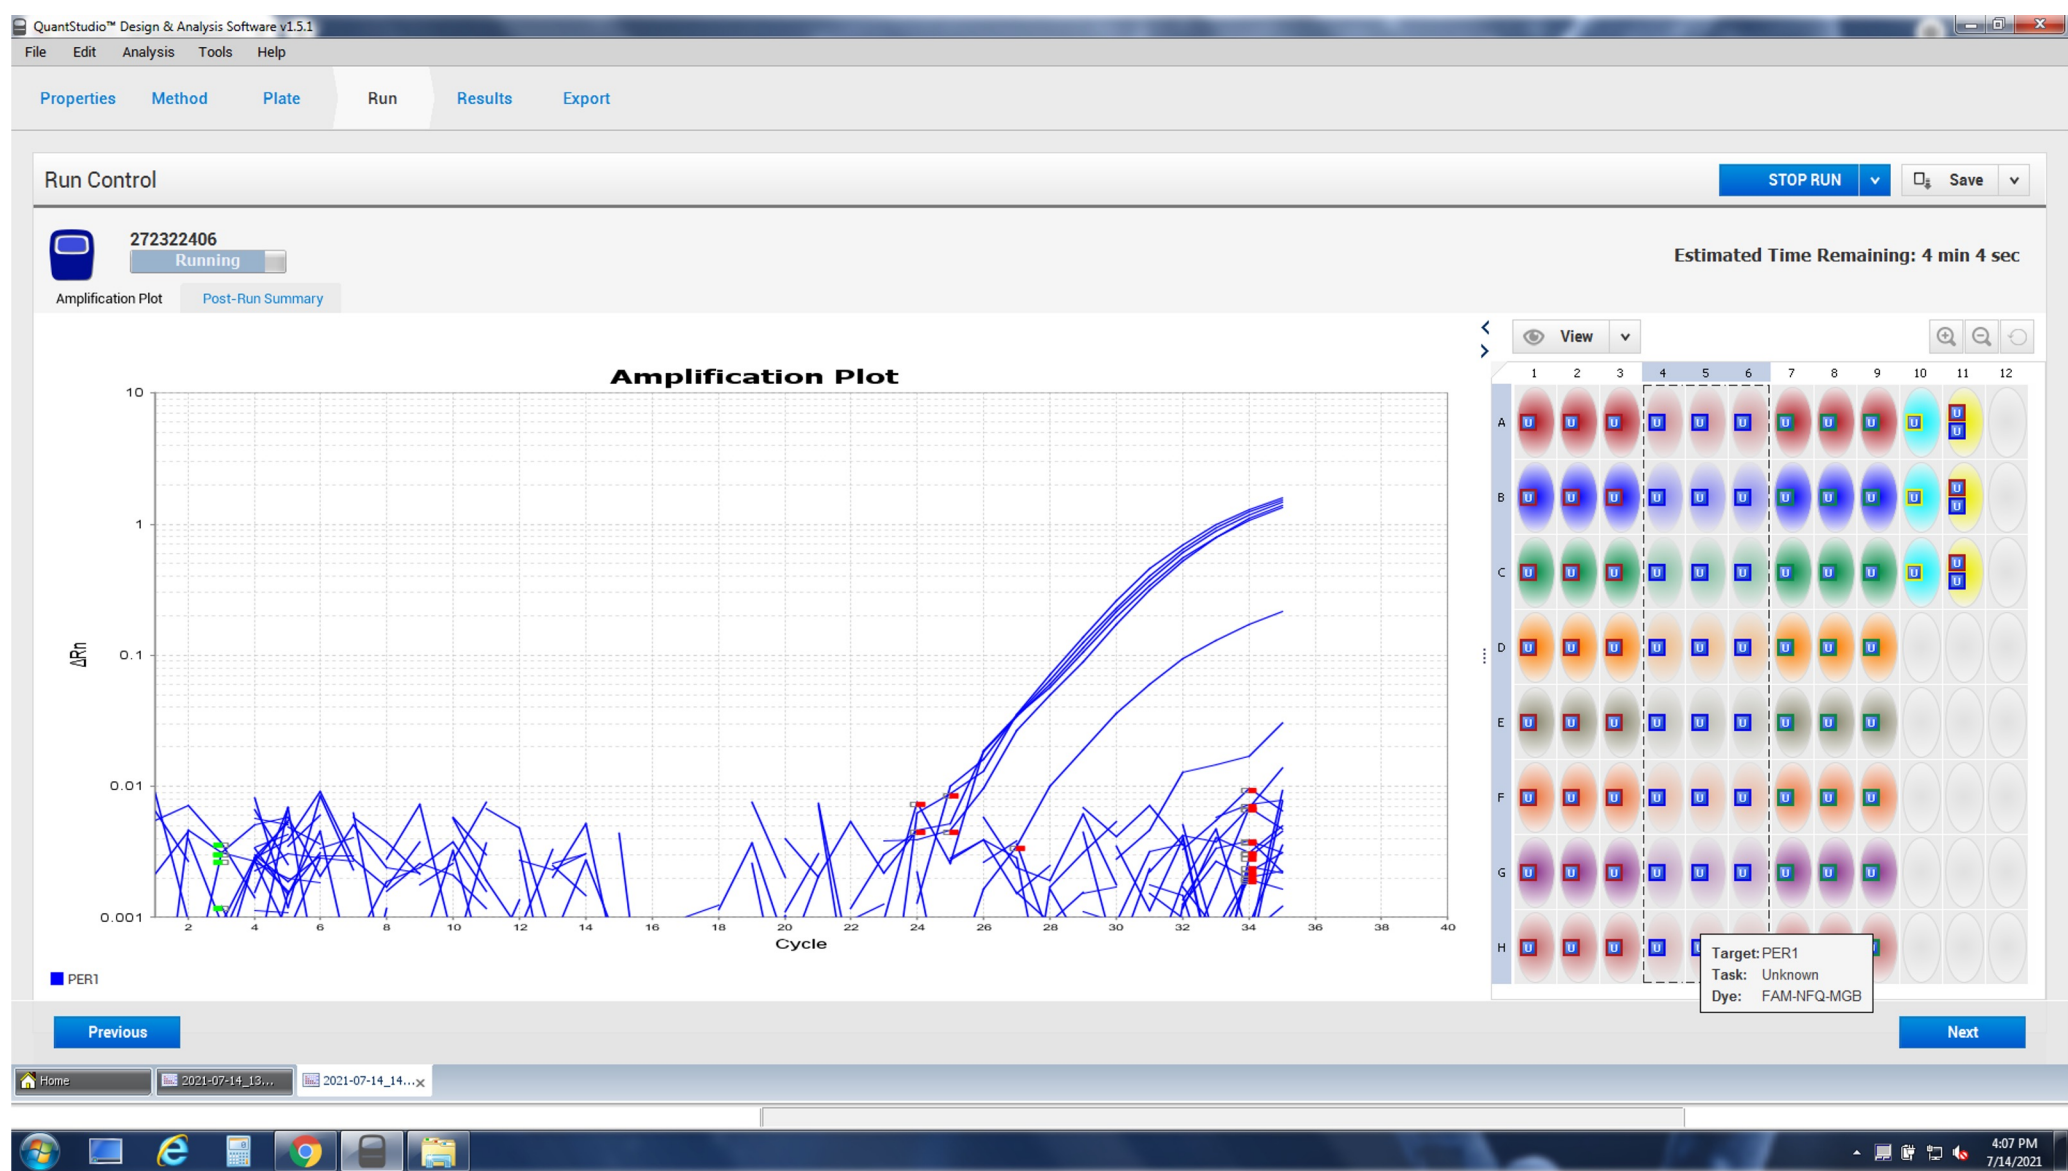 QuantStudio™ Design & Analysis Software v1.5.1
File Edit Analysis Tools Help
Properties Method Plate Run Results Export
Run Control
STOP RUN
Save
272322406
Running
Estimated Time Remaining: 4 min 4 sec
Amplification Plot Post-Run Summary
View
Amplification Plot
10
1
0.1
0.01
0.001
ΔRn
2 4 6 8 10 12 14 16 18 20 22 24 26 28 30 32 34 36 38 40
Cycle
PER1
1 2 3 4 5 6 7 8 9 10 11 12
A U U U U U U U U U U U
U
B U U U U U U U U U U U
U
C U U U U U U U U U U U
U
D U U U U U U U U U
E U U U U U U U U U
F U U U U U U U U U
G U U U U U U U U U
H U U U U
Target: PER1
Task: Unknown
Dye: FAM-NFQ-MGB
Previous
Next
Home
2021-07-14_13...
2021-07-14_14...
4:07 PM
7/14/2021